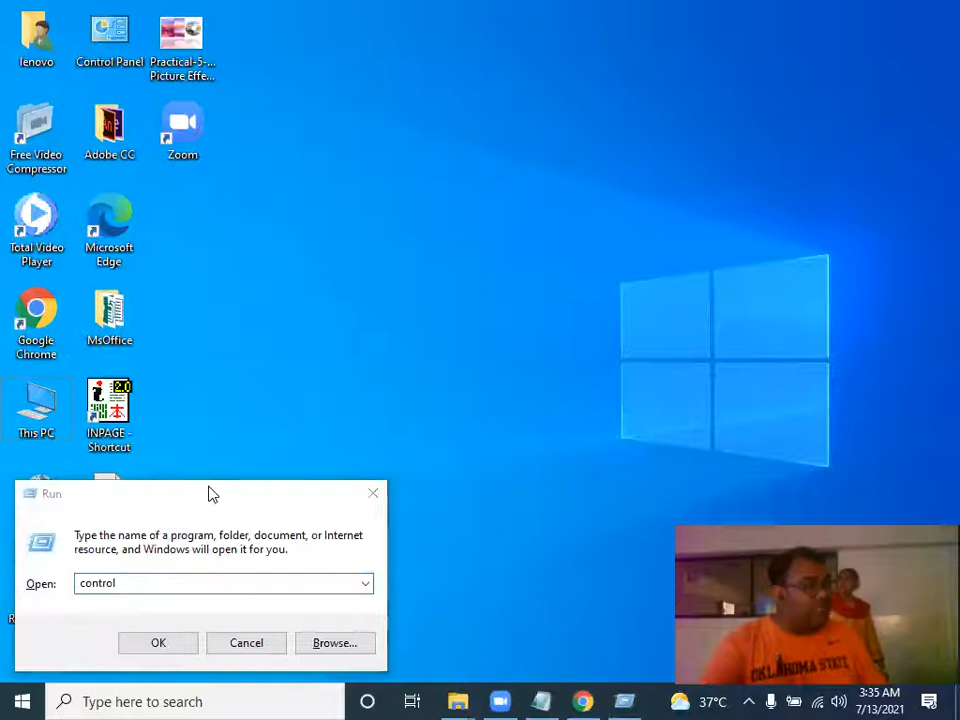 lenovo
Control Panel
Practical-5-...
Picture Effe...
Free Video
Compressor
Adobe CC
Zoom
Total Video
Player
Microsoft
Edge
Google
Chrome
MsOffice
This PC
2.0
INPAGE -
Shortcut
Run
Type the name of a program, folder, document, or Internet
resource, and Windows will open it for you.
Open:
control
OK
Cancel
Browse...
OKLAHOMA STATE
Type here to search
37°C
3:35 AM
7/13/2021